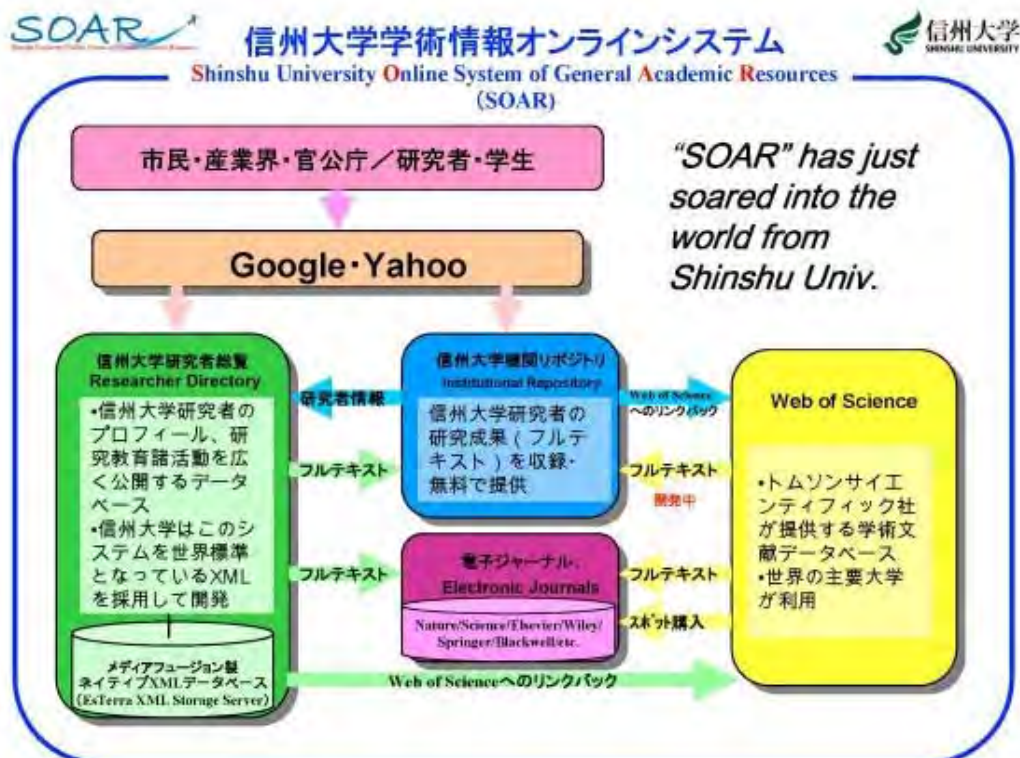 SOAR
信州大学学術情報オンラインシステム
信州大学
SHINSHU UNIVERSITY
Shinshu University Online System of General Academic Resources
(SOAR)
市民・産業界・官公庁／研究者・学生
"SOAR" has just
soared into the
world from
Shinshu Univ.
Google・Yahoo
信州大学研究者総覧
Researcher Directory
•信州大学研究者の
プロフィール、研
究教育諸活動を広
く公開するデータ
ベース
•信州大学はこのシ
ステムを世界標準
となっているXML
を採用して開発
メディアフュージョン製
ネイティブXMLデータベース
(EsTerra XML Storage Server)
研究者情報
フルテキスト
フルテキスト
信州大学機関リポジトリ
Institutional Repository
信州大学研究者の
研究成果（フルテ
キスト）を収録・
無料で提供
電子ジャーナル、
Electronic Journals
Nature/Science/Elsevier/Wiley/
Springer/Blackwell/etc.
Web of Science
へのリンクバック
フルテキスト
開発中
フルテキスト
スポット購入
Web of Science
•トムソンサイエ
ンティフィック社
が提供する学術文
献データベース
•世界の主要大学
が利用
Web of Scienceへのリンクバック